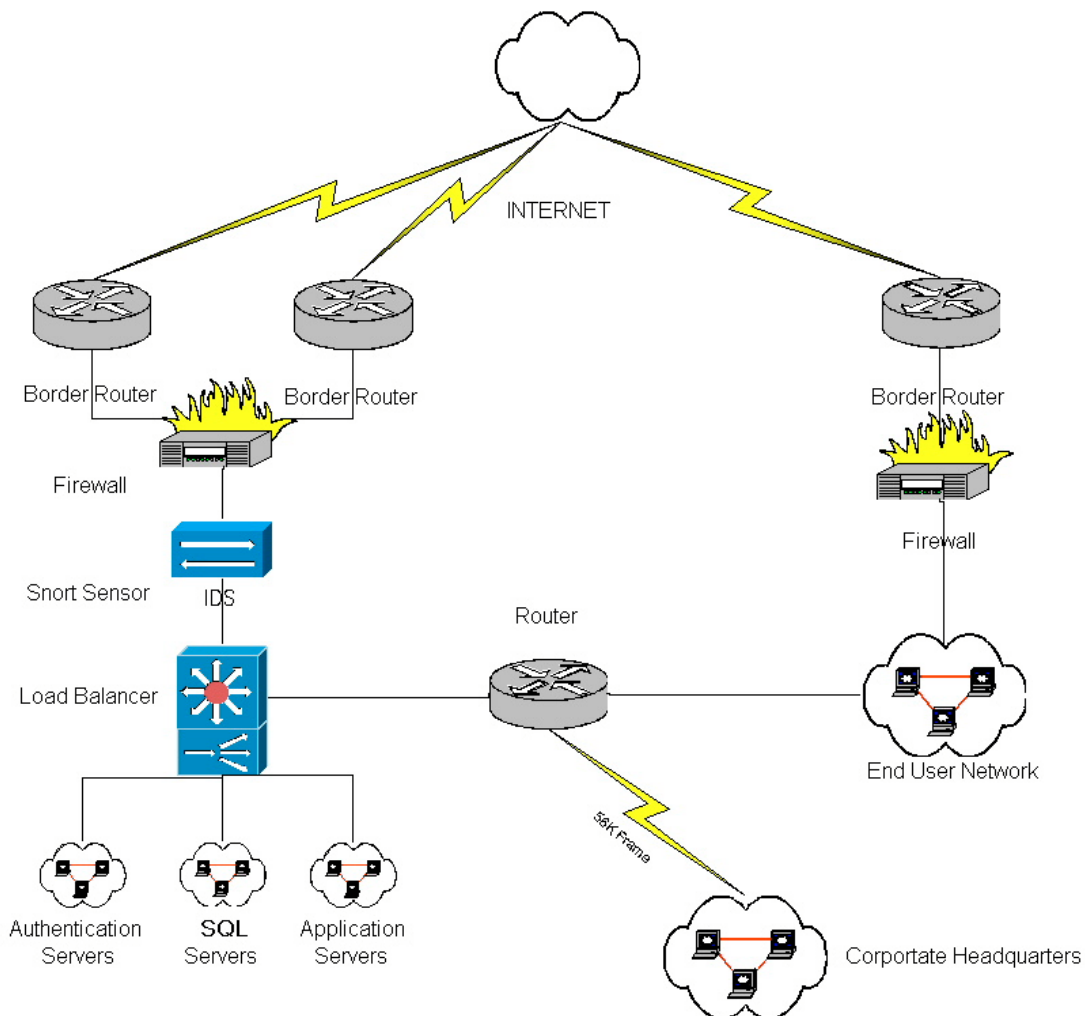 INTERNET
Border Router
Border Router
Border Router
Firewall
Firewall
Snort Sensor
IDS
Router
Load Balancer
End User Network
56K Frame
Authentication
Servers
SQL
Servers
Application
Servers
Corportate Headquarters